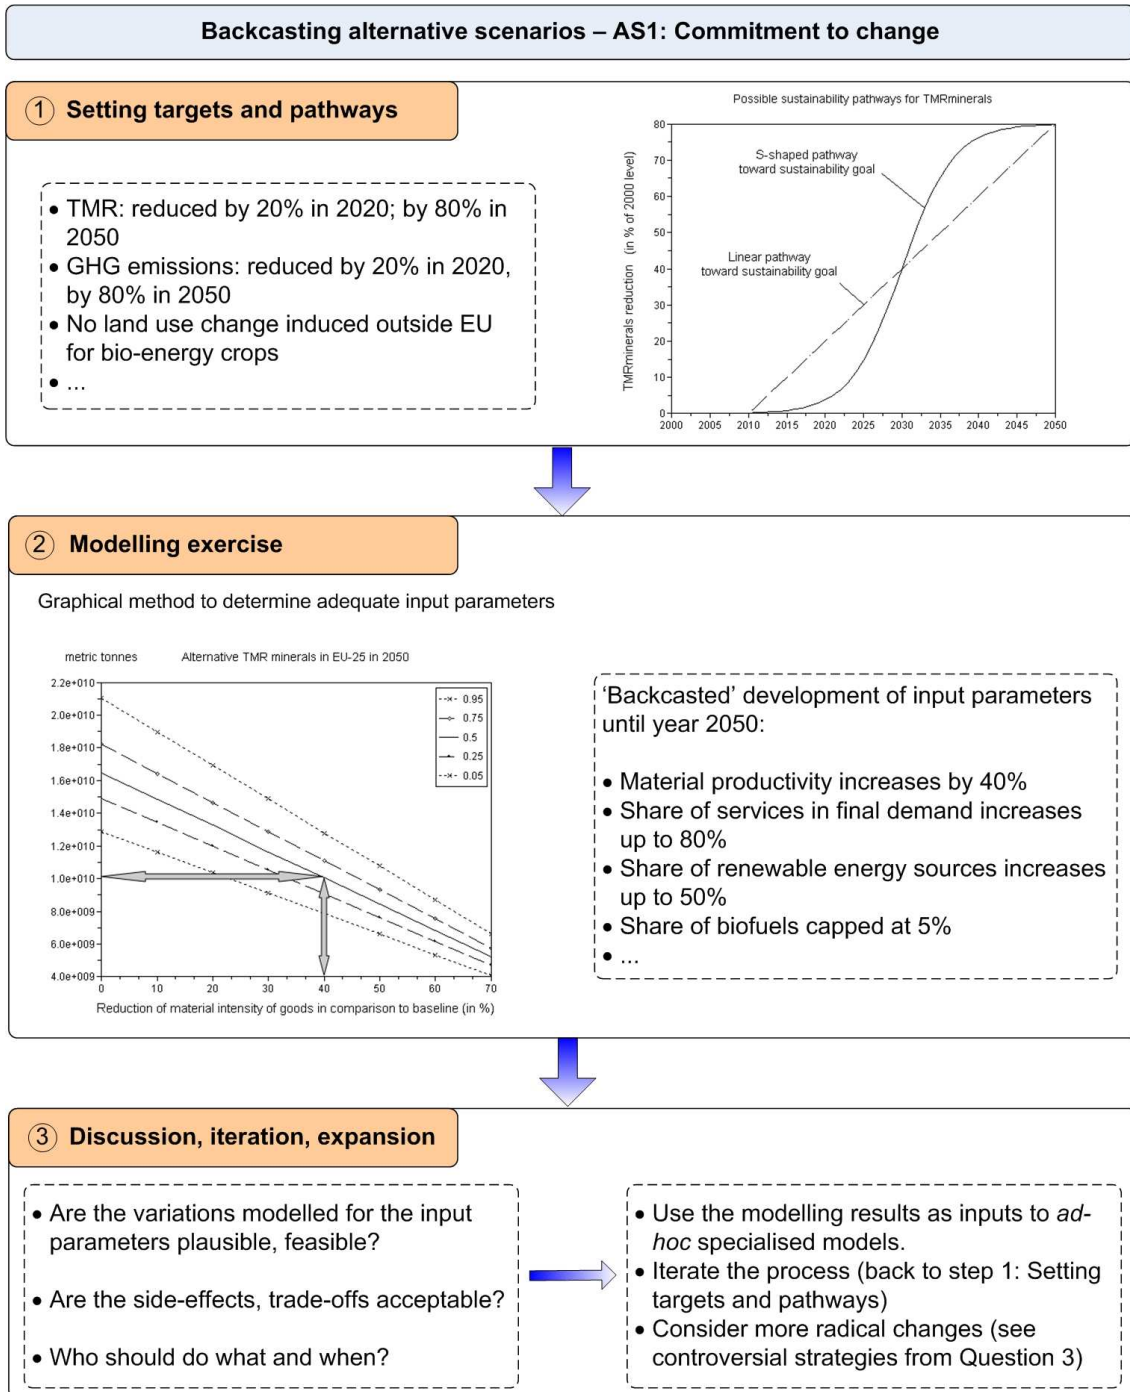 Backcasting alternative scenarios – AS1: Commitment to change
① Setting targets and pathways
• TMR: reduced by 20% in 2020; by 80% in
2050
• GHG emissions: reduced by 20% in 2020,
by 80% in 2050
• No land use change induced outside EU
for bio-energy crops
• ...
Possible sustainability pathways for TMRminerals
TMRminerals reduction (in % of 2000 level)
80
70
60
50
40
30
20
10
0
S-shaped pathway
toward sustainability goal
Linear pathway
toward sustainability goal
2000 2005 2010 2015 2020 2025 2030 2035 2040 2045 2050
② Modelling exercise
Graphical method to determine adequate input parameters
metric tonnes Alternative TMR minerals in EU-25 in 2050
2.2e+010
2.0e+010
1.8e+010
1.6e+010
1.4e+010
1.2e+010
1.0e+010
8.0e+009
6.0e+009
4.0e+009
0.95
0.75
0.5
0.25
0.05
0 10 20 30 40 50 60 70
Reduction of material intensity of goods in comparison to baseline (in %)
‘Backcasted’ development of input parameters
until year 2050:
• Material productivity increases by 40%
• Share of services in final demand increases
up to 80%
• Share of renewable energy sources increases
up to 50%
• Share of biofuels capped at 5%
• ...
③ Discussion, iteration, expansion
• Are the variations modelled for the input
parameters plausible, feasible?
• Are the side-effects, trade-offs acceptable?
• Who should do what and when?
• Use the modelling results as inputs to ad-
hoc specialised models.
• Iterate the process (back to step 1: Setting
targets and pathways)
• Consider more radical changes (see
controversial strategies from Question 3)